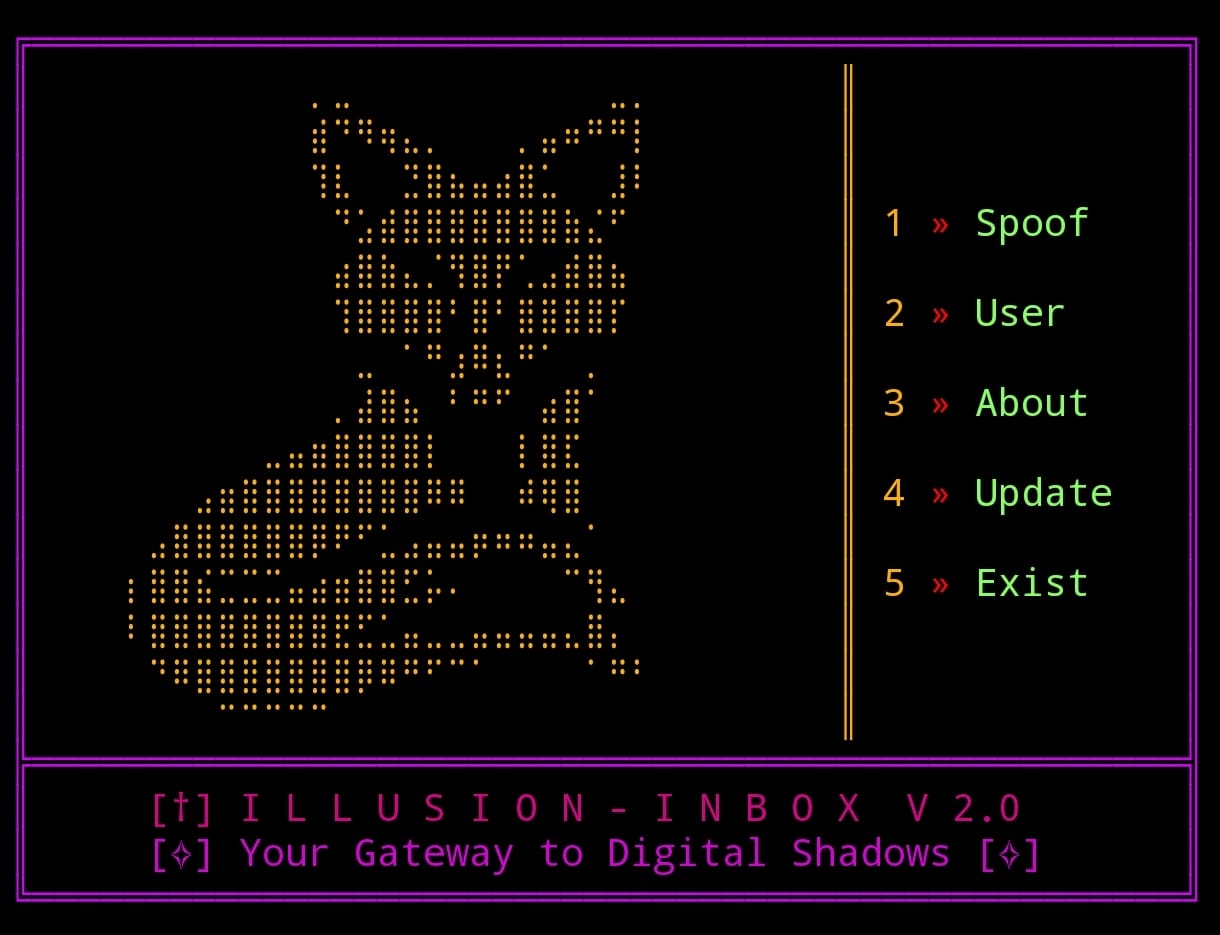 1 » Spoof
2 » User
3 » About
4 » Update
5 » Exist
[†] I L L U S I O N - I N B O X  V 2.0
[✧] Your Gateway to Digital Shadows [✧]